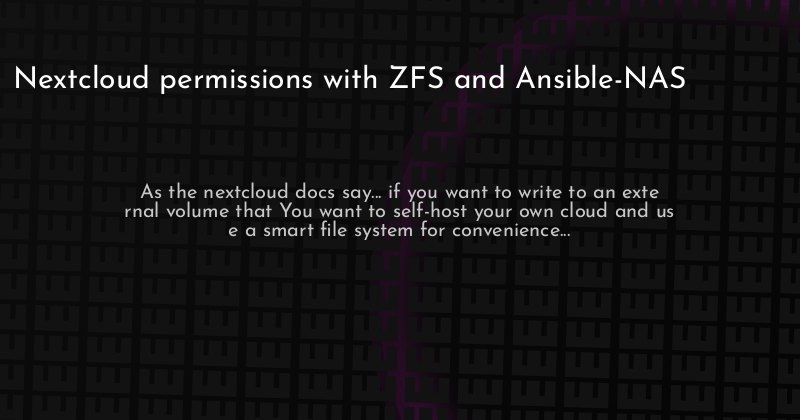 Nextcloud permissions with ZFS and Ansible-NAS
As the nextcloud docs say... if you want to write to an exte
rnal volume that You want to self-host your own cloud and us
e a smart file system for convenience...